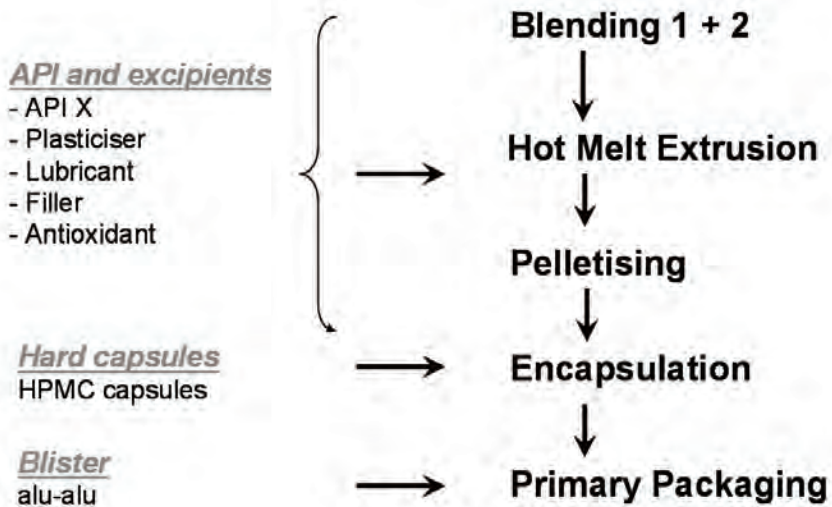 Blending 1 + 2
API and excipients
- API X
- Plasticiser
- Lubricant
- Filler
- Antioxidant
Hot Melt Extrusion
Pelletising
Hard capsules
HPMC capsules
Encapsulation
Blister
alu-alu
Primary Packaging